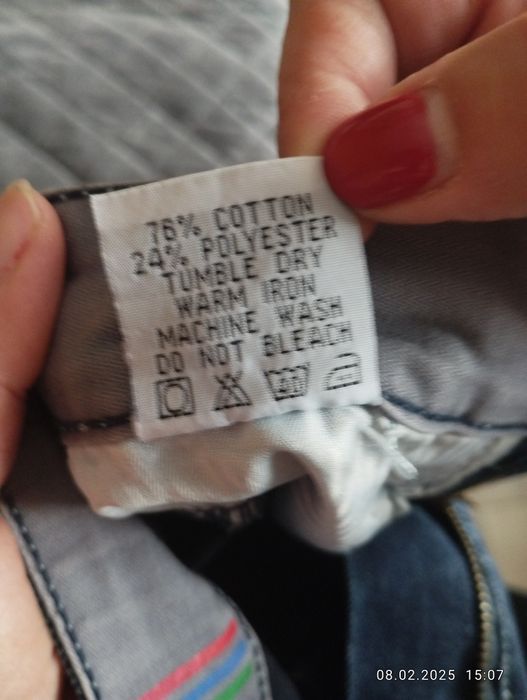 76% COTTON
24% POLYESTER
TUMBLE DRY
WARM IRON
MACHINE WASH
DO NOT BLEACH
08.02.2025 15:07